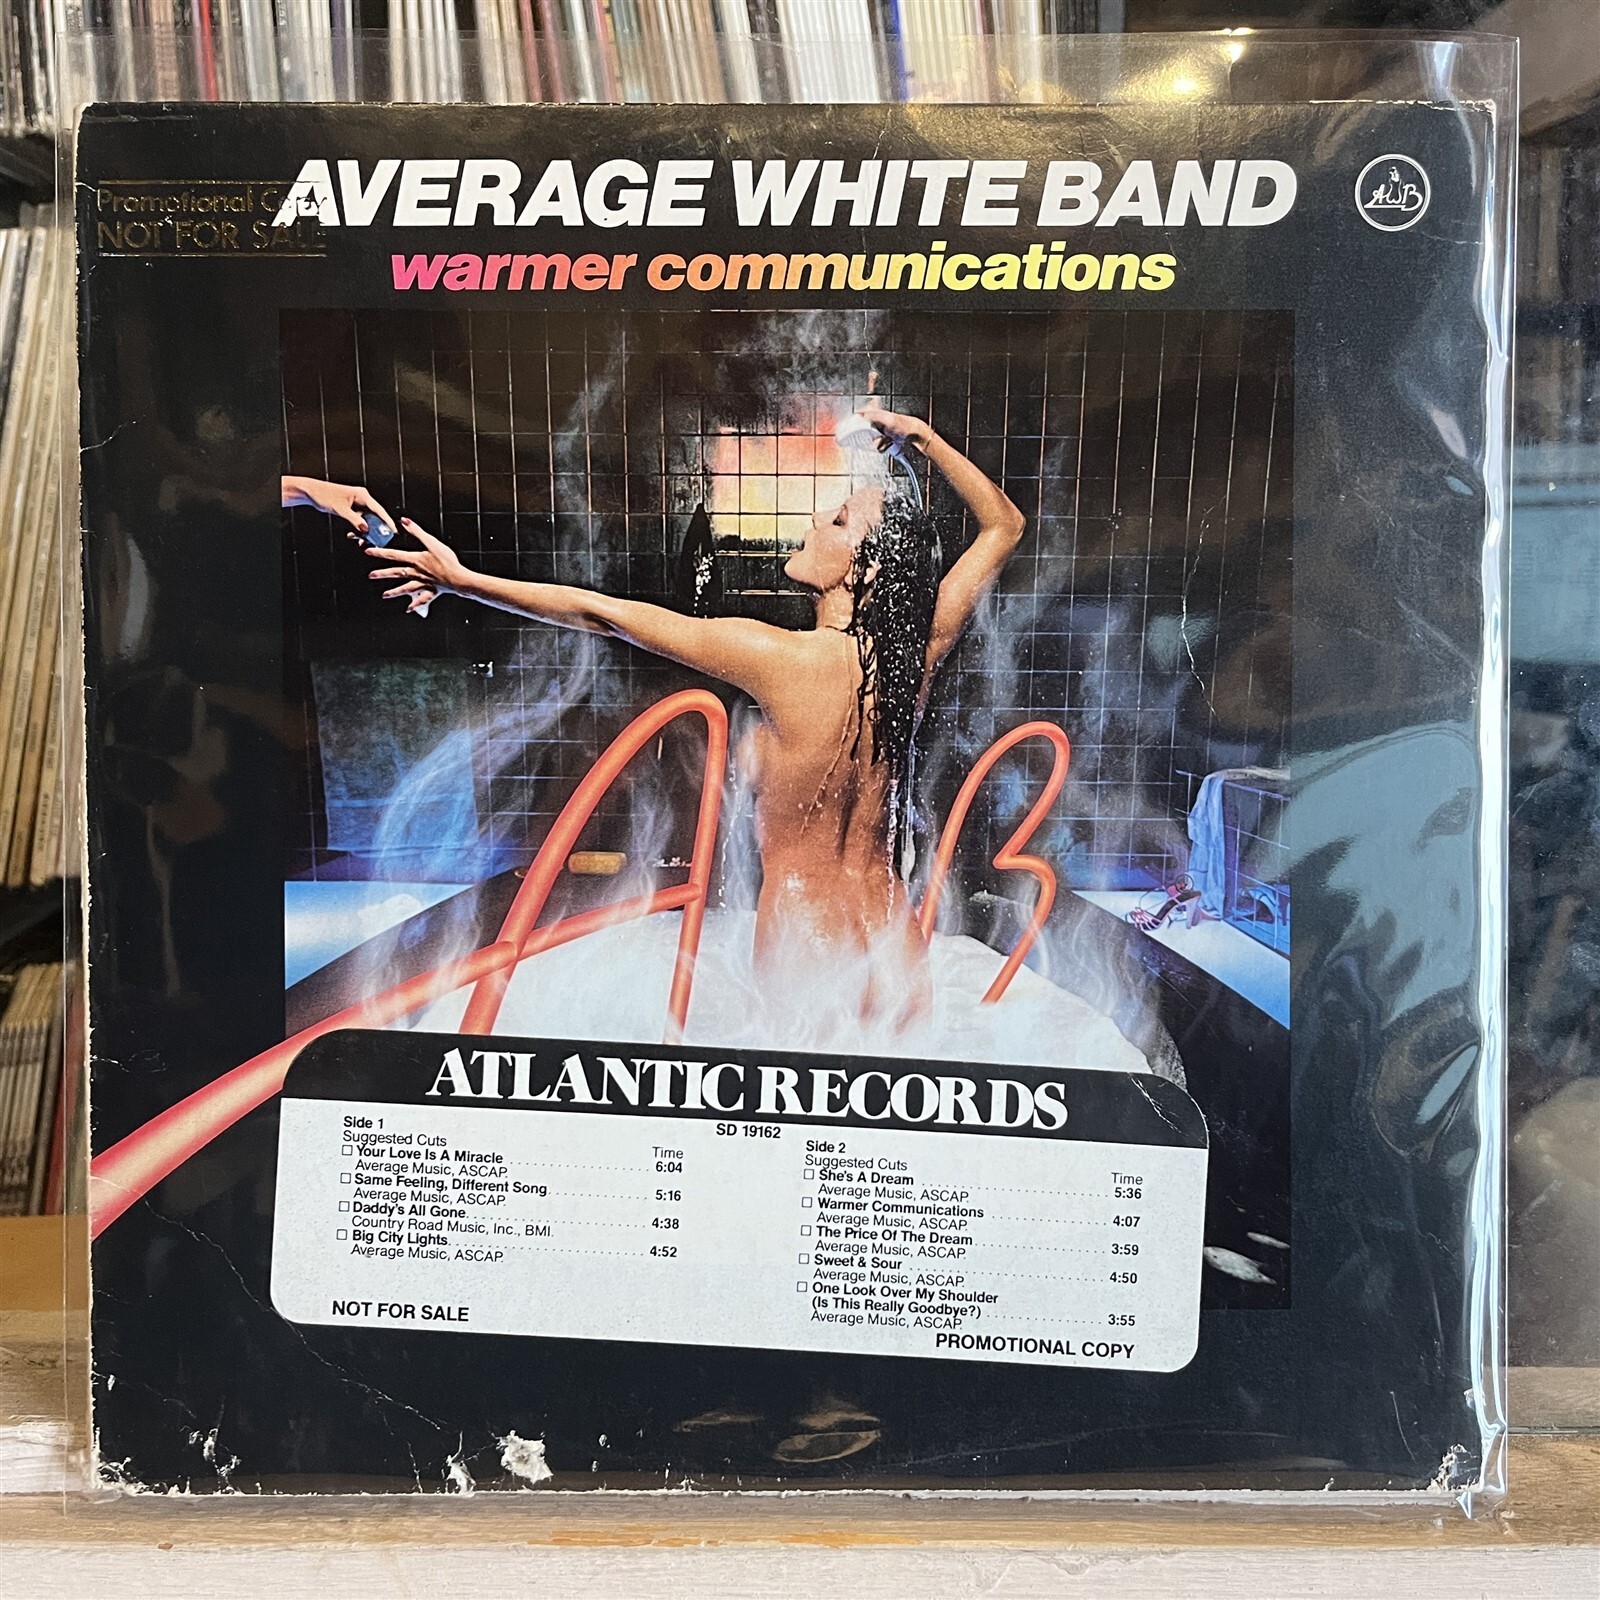 Promotional Copy
NOT FOR SALE
AVERAGE WHITE BAND
AWB
warmer communications
A B
ATLANTIC RECORDS
SD 19162
Side 1
Suggested Cuts
Time
☐ Your Love Is A Miracle . . . . . . . . . . . . . . . . . . 6:04
Average Music, ASCAP.
☐ Same Feeling, Different Song . . . . . . . . . . . . 5:16
Average Music, ASCAP.
☐ Daddy's All Gone . . . . . . . . . . . . . . . . . . . . . 4:38
Country Road Music, Inc., BMI.
☐ Big City Lights . . . . . . . . . . . . . . . . . . . . . . . 4:52
Average Music, ASCAP.
NOT FOR SALE
Side 2
Suggested Cuts
Time
☐ She's A Dream . . . . . . . . . . . . . . . . . . . . . . . 5:36
Average Music, ASCAP.
☐ Warmer Communications . . . . . . . . . . . . . . . 4:07
Average Music, ASCAP.
☐ The Price Of The Dream . . . . . . . . . . . . . . . . 3:59
Average Music, ASCAP.
☐ Sweet & Sour . . . . . . . . . . . . . . . . . . . . . . . . 4:50
Average Music, ASCAP.
☐ One Look Over My Shoulder
(Is This Really Goodbye?) . . . . . . . . . . . . . . . 3:55
Average Music, ASCAP.
PROMOTIONAL COPY